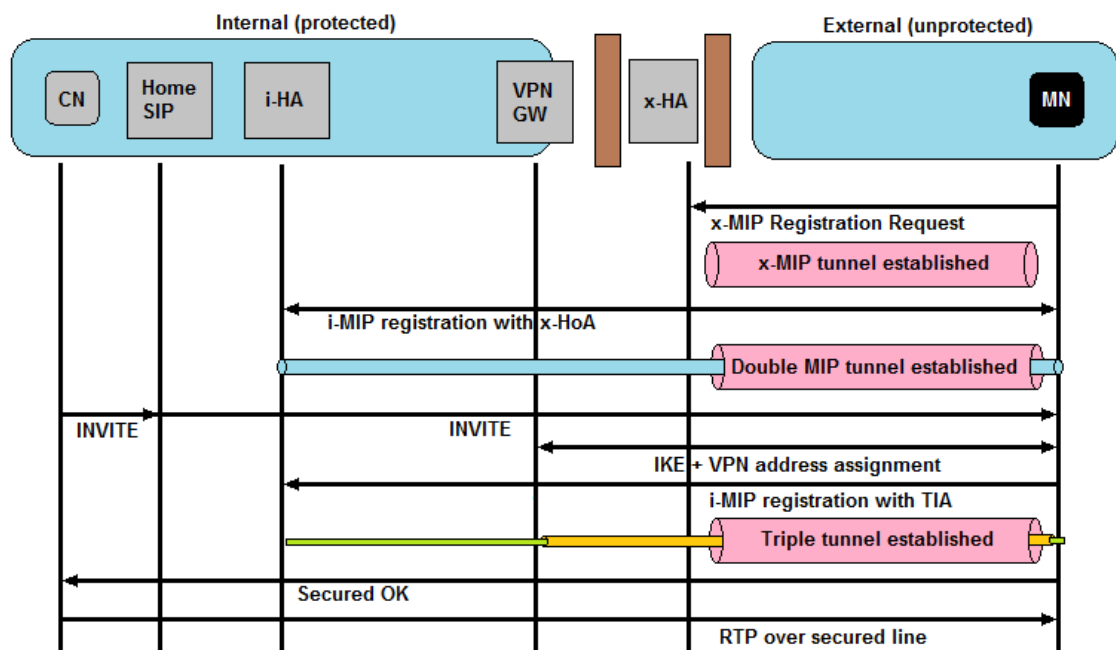 Internal (protected)
External (unprotected)
CN
Home
SIP
i-HA
VPN
GW
x-HA
MN
x-MIP Registration Request
x-MIP tunnel established
i-MIP registration with x-HoA
Double MIP tunnel established
INVITE
INVITE
IKE + VPN address assignment
i-MIP registration with TIA
Triple tunnel established
Secured OK
RTP over secured line